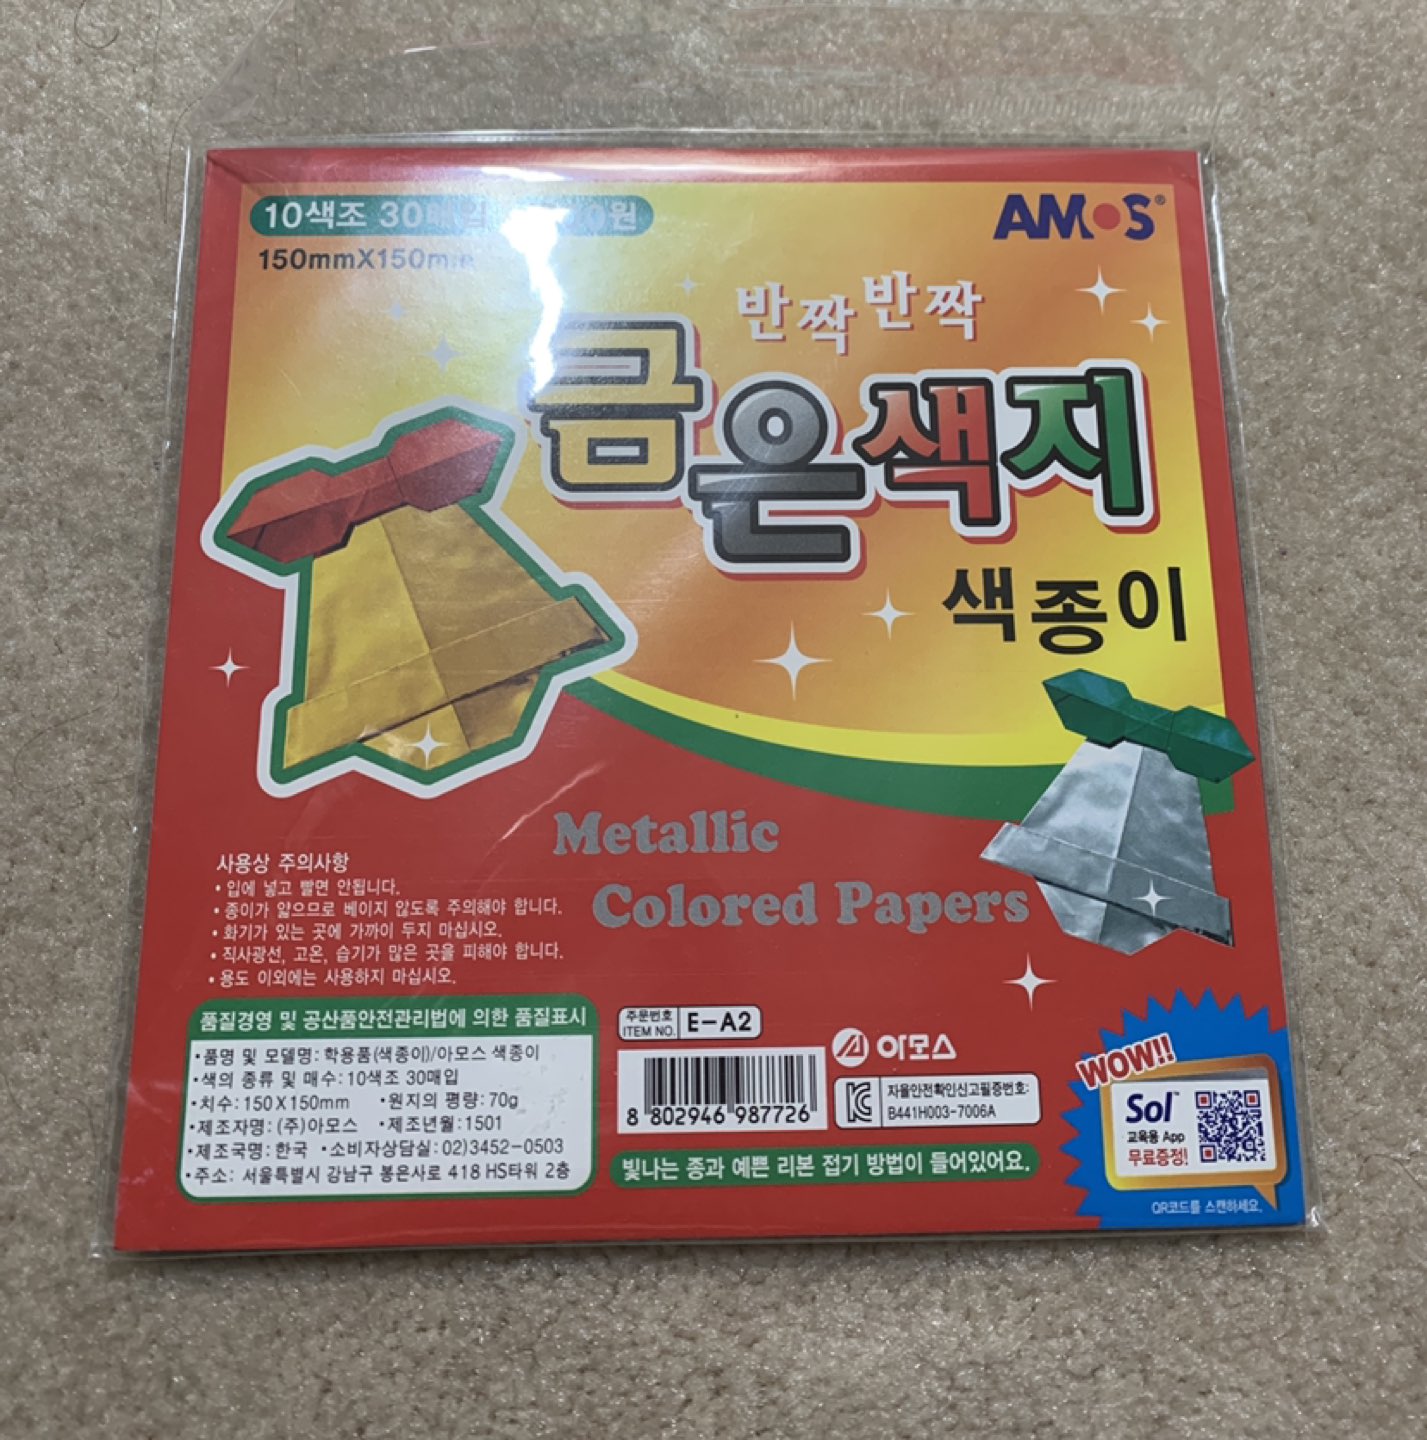 10색조 30매입 원
150mmX150mm
AMOS®
반짝반짝
금은색지
색종이
Metallic
Colored Papers
사용상 주의사항
• 입에 넣고 빨면 안됩니다.
• 종이가 얇으므로 베이지 않도록 주의해야 합니다.
• 화기가 있는 곳에 가까이 두지 마십시오.
• 직사광선, 고온, 습기가 많은 곳을 피해야 합니다.
• 용도 이외에는 사용하지 마십시오.
품질경영 및 공산품안전관리법에 의한 품질표시
•품명 및 모델명: 학용품(색종이)/아모스 색종이
•색의 종류 및 매수: 10색조 30매입
•치수: 150X150mm •원지의 평량: 70g
•제조자명: (주)아모스 •제조년월: 1501
•제조국명: 한국 •소비자상담실: 02)3452-0503
•주소: 서울특별시 강남구 봉은사로 418 HS타워 2층
주문번호
ITEM NO. E-A2
8 802946 987726
아모스
자율안전확인신고필증번호:
B441H003-7006A
빛나는 종과 예쁜 리본 접기 방법이 들어있어요.
WOW!!
Sol™
교육용 App
무료증정!
QR코드를 스캔하세요.